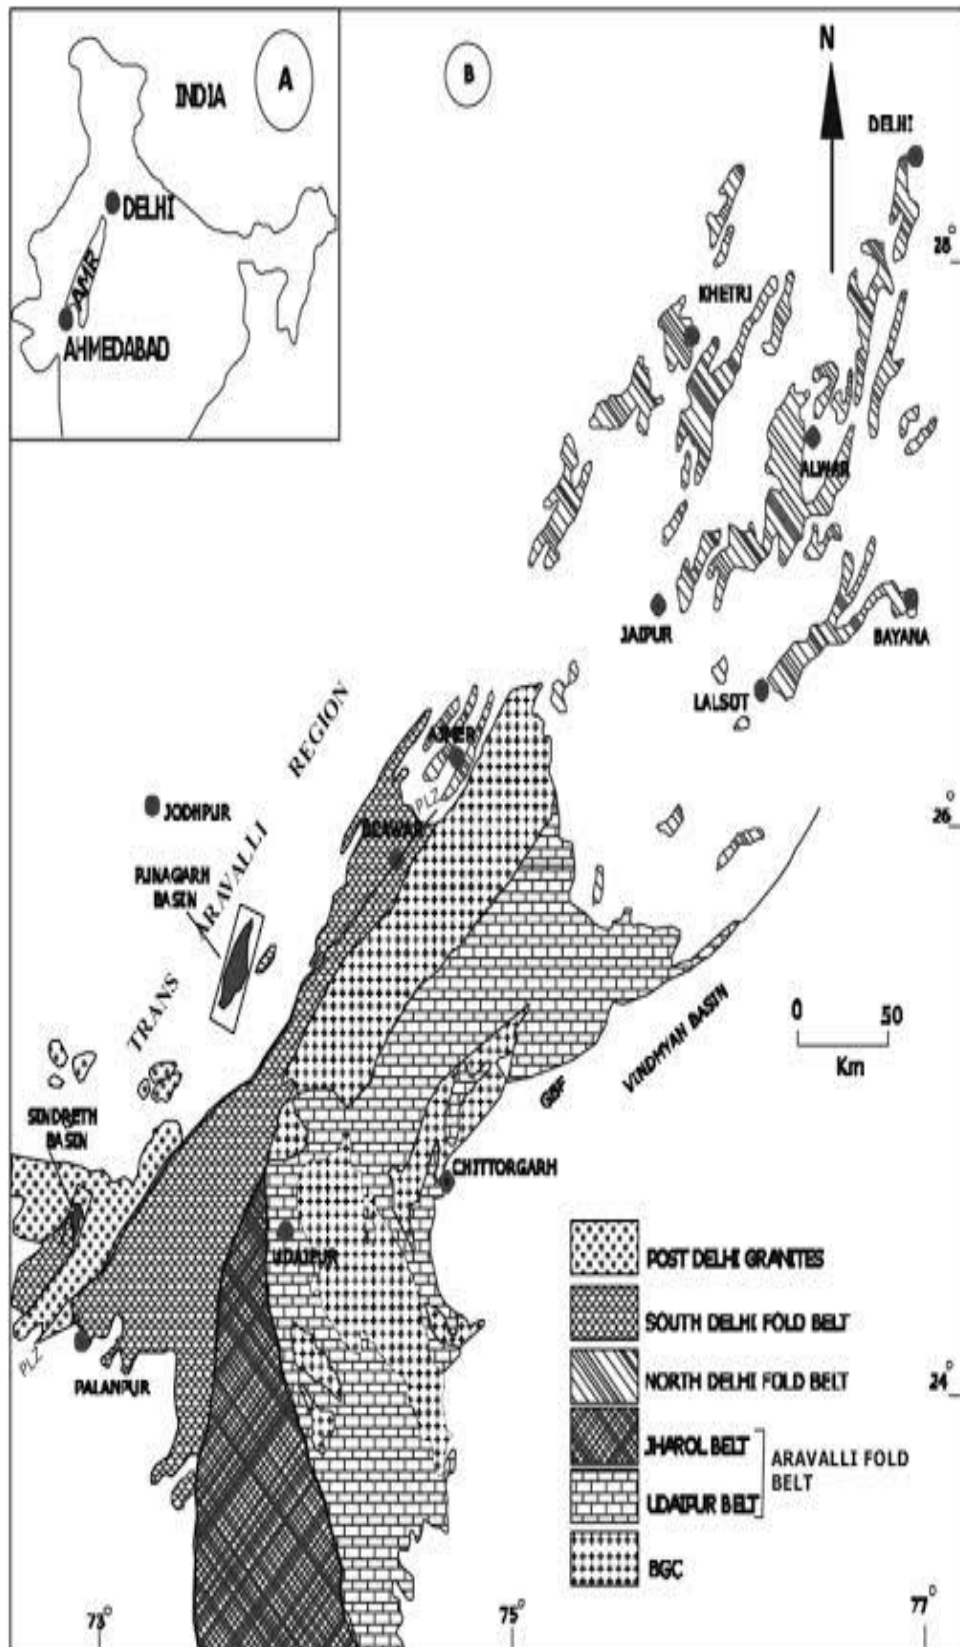 INDIA
A
DELHI
AMR
AHMEDABAD
B
N
DELHI
28°
KHETRI
ALWAR
JAIPUR
BAYANA
LALSOT
TRANS ARAVALLI REGION
AJMER
PLZ
BEAWAR
26°
JODHPUR
PUNAGARH
BASIN
0 50
Km
VINDHYAN BASIN
GBF
SINDRETH
BASIN
CHITTORGARH
UDAIPUR
PLZ
PALANPUR
24°
POST DELHI GRANITES
SOUTH DELHI FOLD BELT
NORTH DELHI FOLD BELT
JHAROL BELT
ARAVALLI FOLD
BELT
UDAIPUR BELT
BGC
73° 75° 77°